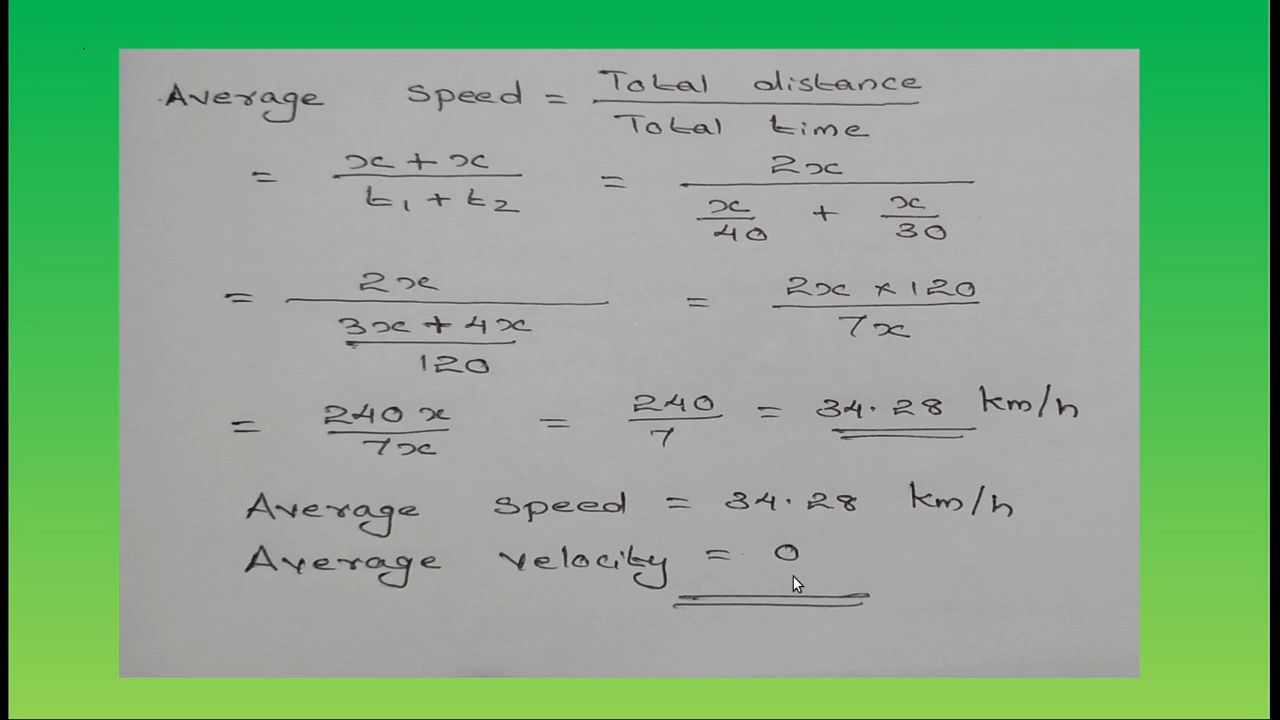 Average speed = Total distance / Total time
= x + x / t₁ + t₂ = 2x / x/40 + x/30
= 2x / 3x + 4x / 120 = 2x × 120 / 7x
= 240x / 7x = 240 / 7 = 34.28 km/h
Average speed = 34.28 km/h
Average velocity = 0